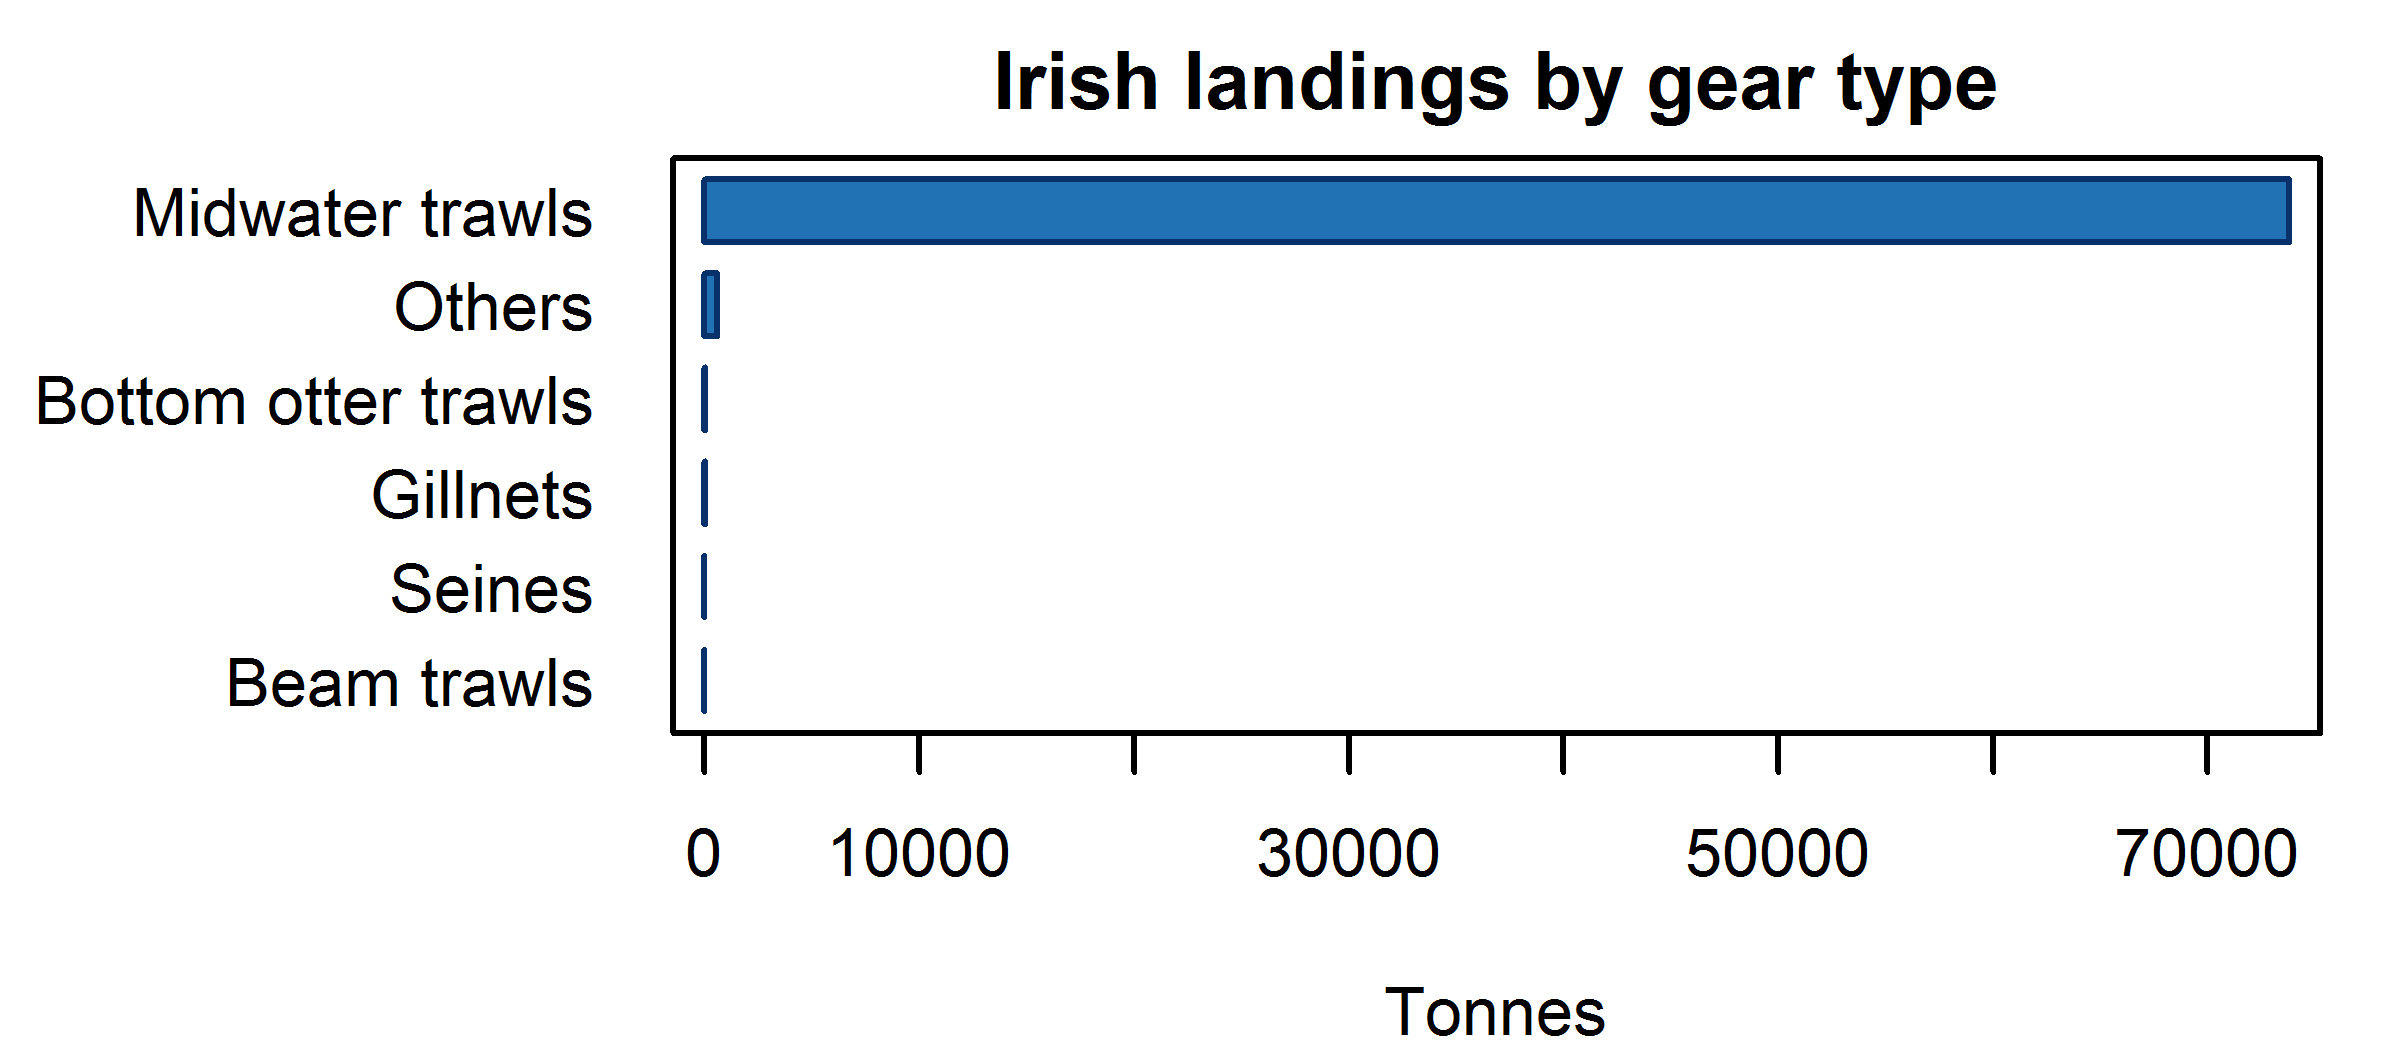 Irish landings by gear type
Midwater trawls
Others
Bottom otter trawls
Gillnets
Seines
Beam trawls
0 10000 30000 50000 70000
Tonnes